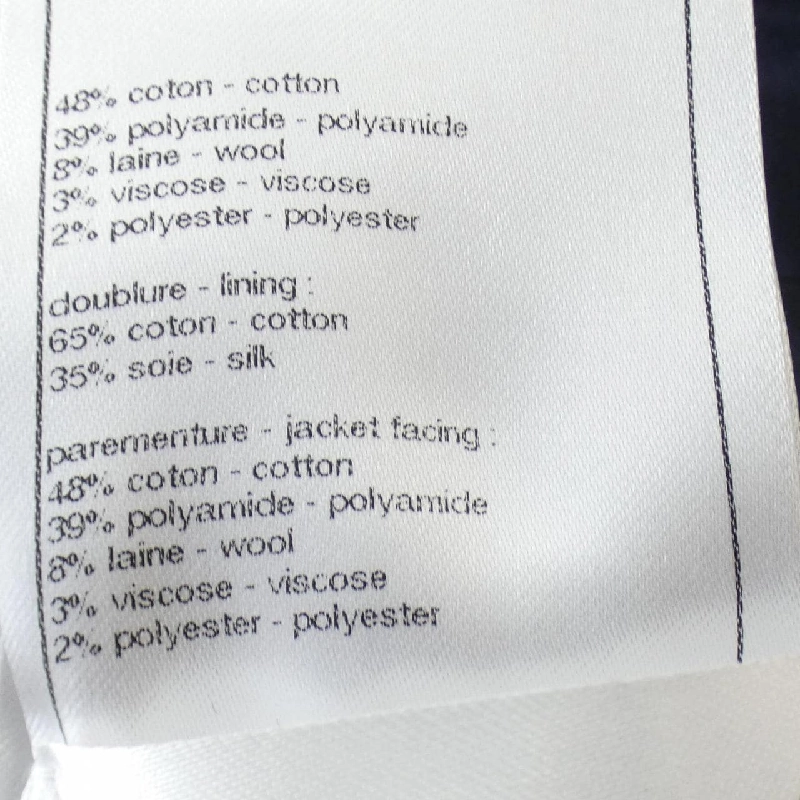 48% coton - cotton
39% polyamide - polyamide
8% laine - wool
3% viscose - viscose
2% polyester - polyester
doublure - lining :
65% coton - cotton
35% soie - silk
parementure - jacket facing :
48% coton - cotton
39% polyamide - polyamide
8% laine - wool
3% viscose - viscose
2% polyester - polyester